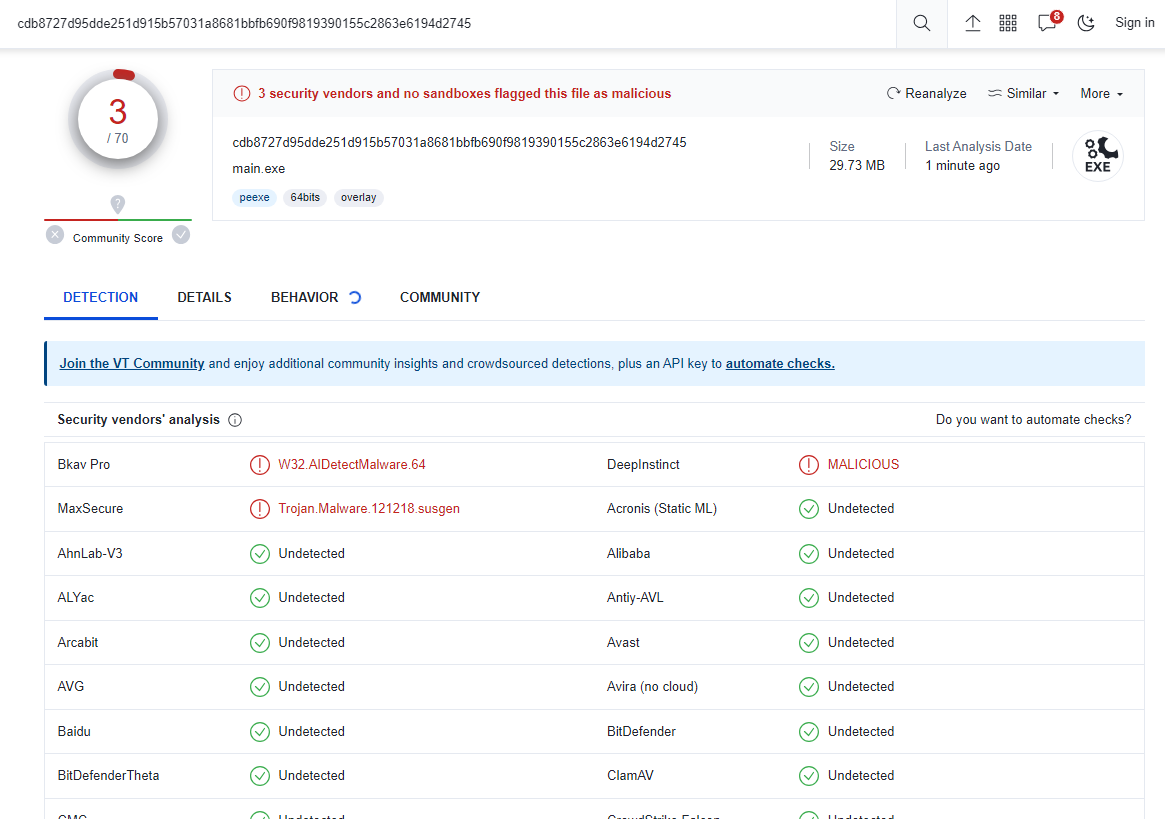 cdb8727d95dde251d915b57031a8681bbfb690f9819390155c2863e6194d2745
8
Sign in
3
/ 70
3 security vendors and no sandboxes flagged this file as malicious
Reanalyze
Similar
More
cdb8727d95dde251d915b57031a8681bbfb690f9819390155c2863e6194d2745
main.exe
peexe 64bits overlay
Size
29.73 MB
Last Analysis Date
1 minute ago
EXE
?
Community Score
DETECTION DETAILS BEHAVIOR COMMUNITY
Join the VT Community and enjoy additional community insights and crowdsourced detections, plus an API key to automate checks.
Security vendors' analysis
Do you want to automate checks?
Bkav Pro W32.AIDetectMalware.64 DeepInstinct MALICIOUS
MaxSecure Trojan.Malware.121218.susgen Acronis (Static ML) Undetected
AhnLab-V3 Undetected Alibaba Undetected
ALYac Undetected Antiy-AVL Undetected
Arcabit Undetected Avast Undetected
AVG Undetected Avira (no cloud) Undetected
Baidu Undetected BitDefender Undetected
BitDefenderTheta Undetected ClamAV Undetected
CMC Undetected CrowdStrike Falcon Undetected